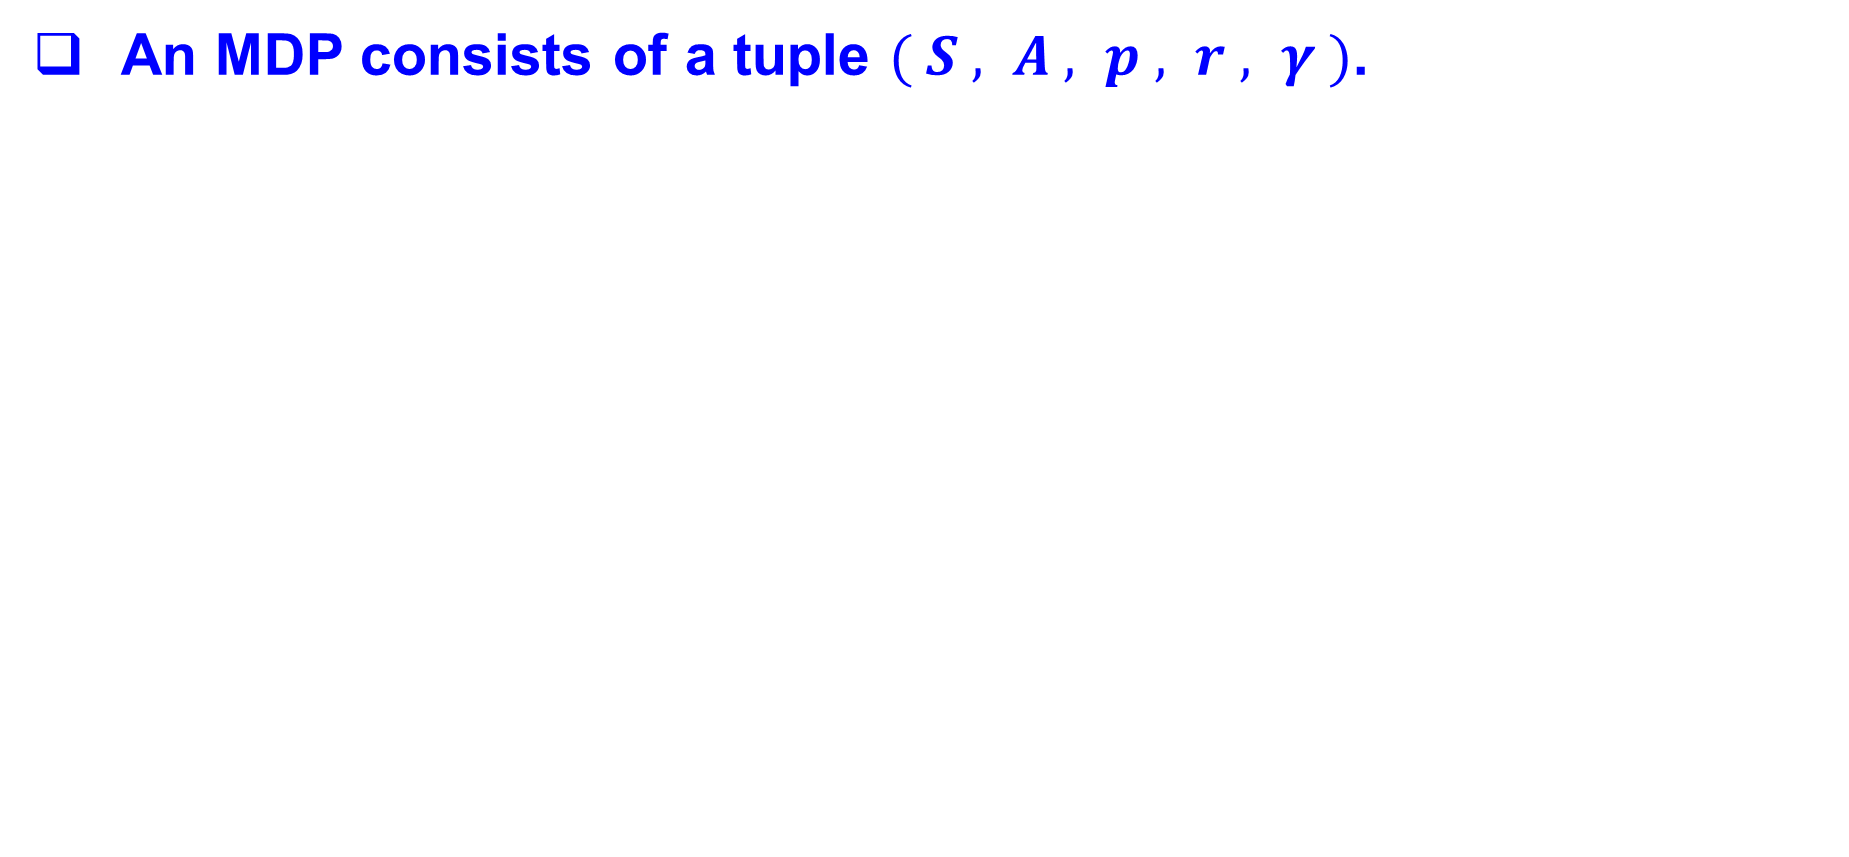 ❑ An MDP consists of a tuple ( S , A , p , r , γ ).